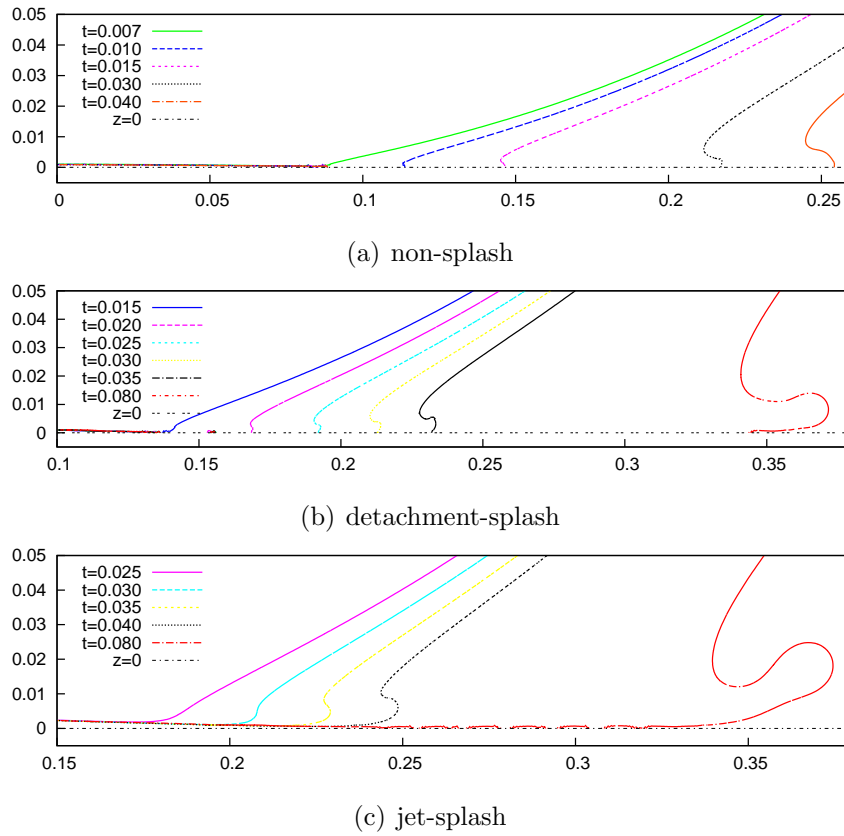 0.05
0.04
0.03
0.02
0.01
0
t=0.007
t=0.010
t=0.015
t=0.030
t=0.040
z=0
0 0.05 0.1 0.15 0.2 0.25
(a) non-splash
0.05
0.04
0.03
0.02
0.01
0
t=0.015
t=0.020
t=0.025
t=0.030
t=0.035
t=0.080
z=0
0.1 0.15 0.2 0.25 0.3 0.35
(b) detachment-splash
0.05
0.04
0.03
0.02
0.01
0
t=0.025
t=0.030
t=0.035
t=0.040
t=0.080
z=0
0.15 0.2 0.25 0.3 0.35
(c) jet-splash